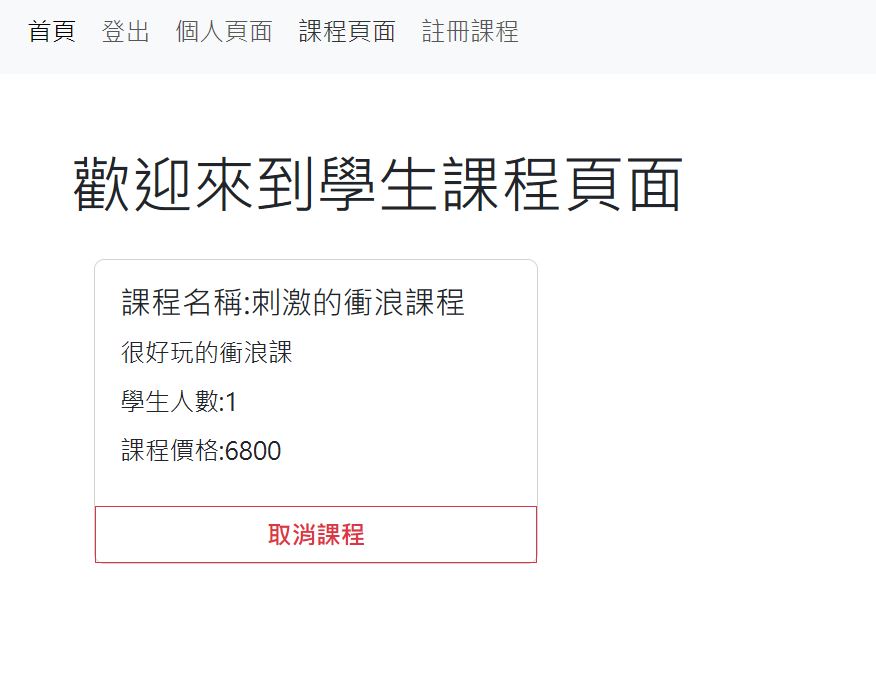 首頁 登出 個人頁面 課程頁面 註冊課程
歡迎來到學生課程頁面
課程名稱:刺激的衝浪課程
很好玩的衝浪課
學生人數:1
課程價格:6800
取消課程